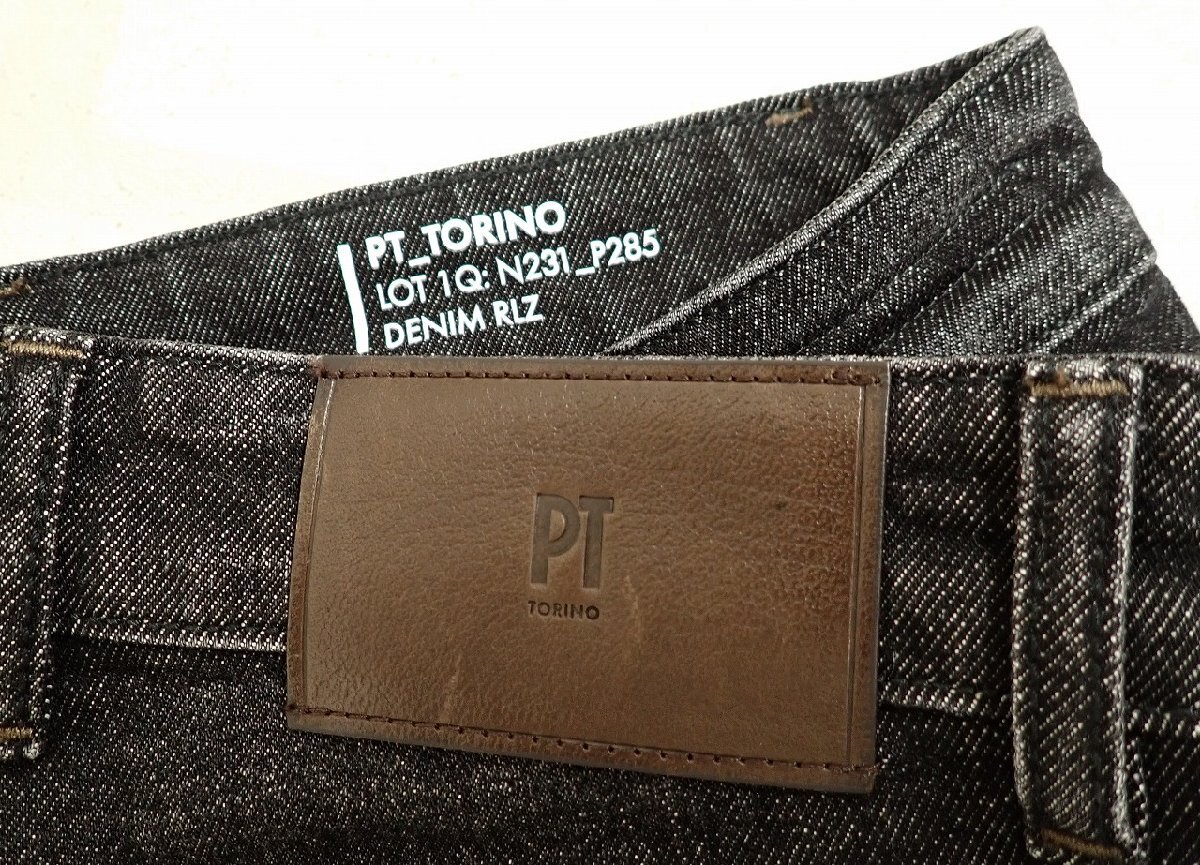 PT_TORINO
LOT 1Q: N231_P285
DENIM RLZ
PT
TORINO